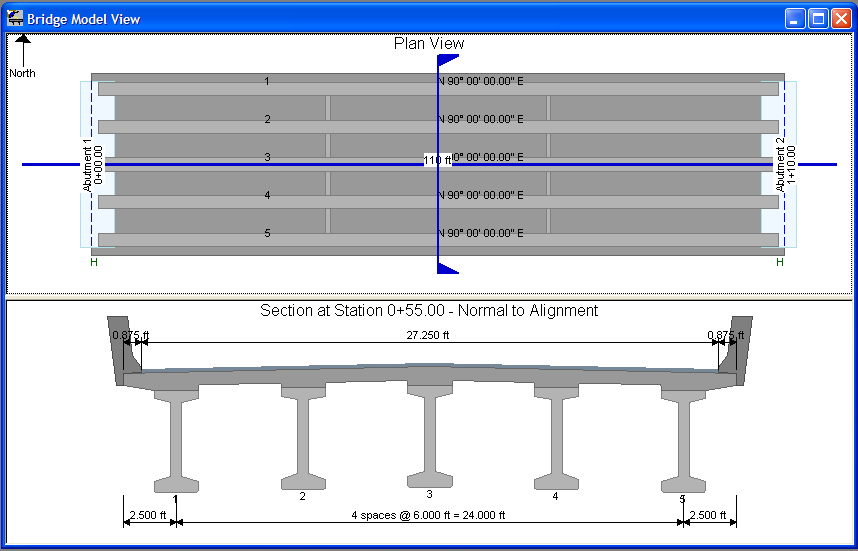 Bridge Model View
Plan View
North
1 N 90° 00' 00.00" E
2 N 90° 00' 00.00" E
Abutment 1
0+00.00
3 110 ft 0° 00' 00.00" E
Abutment 2
1+10.00
4 N 90° 00' 00.00" E
5 N 90° 00' 00.00" E
H H
Section at Station 0+55.00 - Normal to Alignment
0.875 ft 27.250 ft 0.875 ft
1 2 3 4 5
2.500 ft 4 spaces @ 6.000 ft = 24.000 ft 2.500 ft